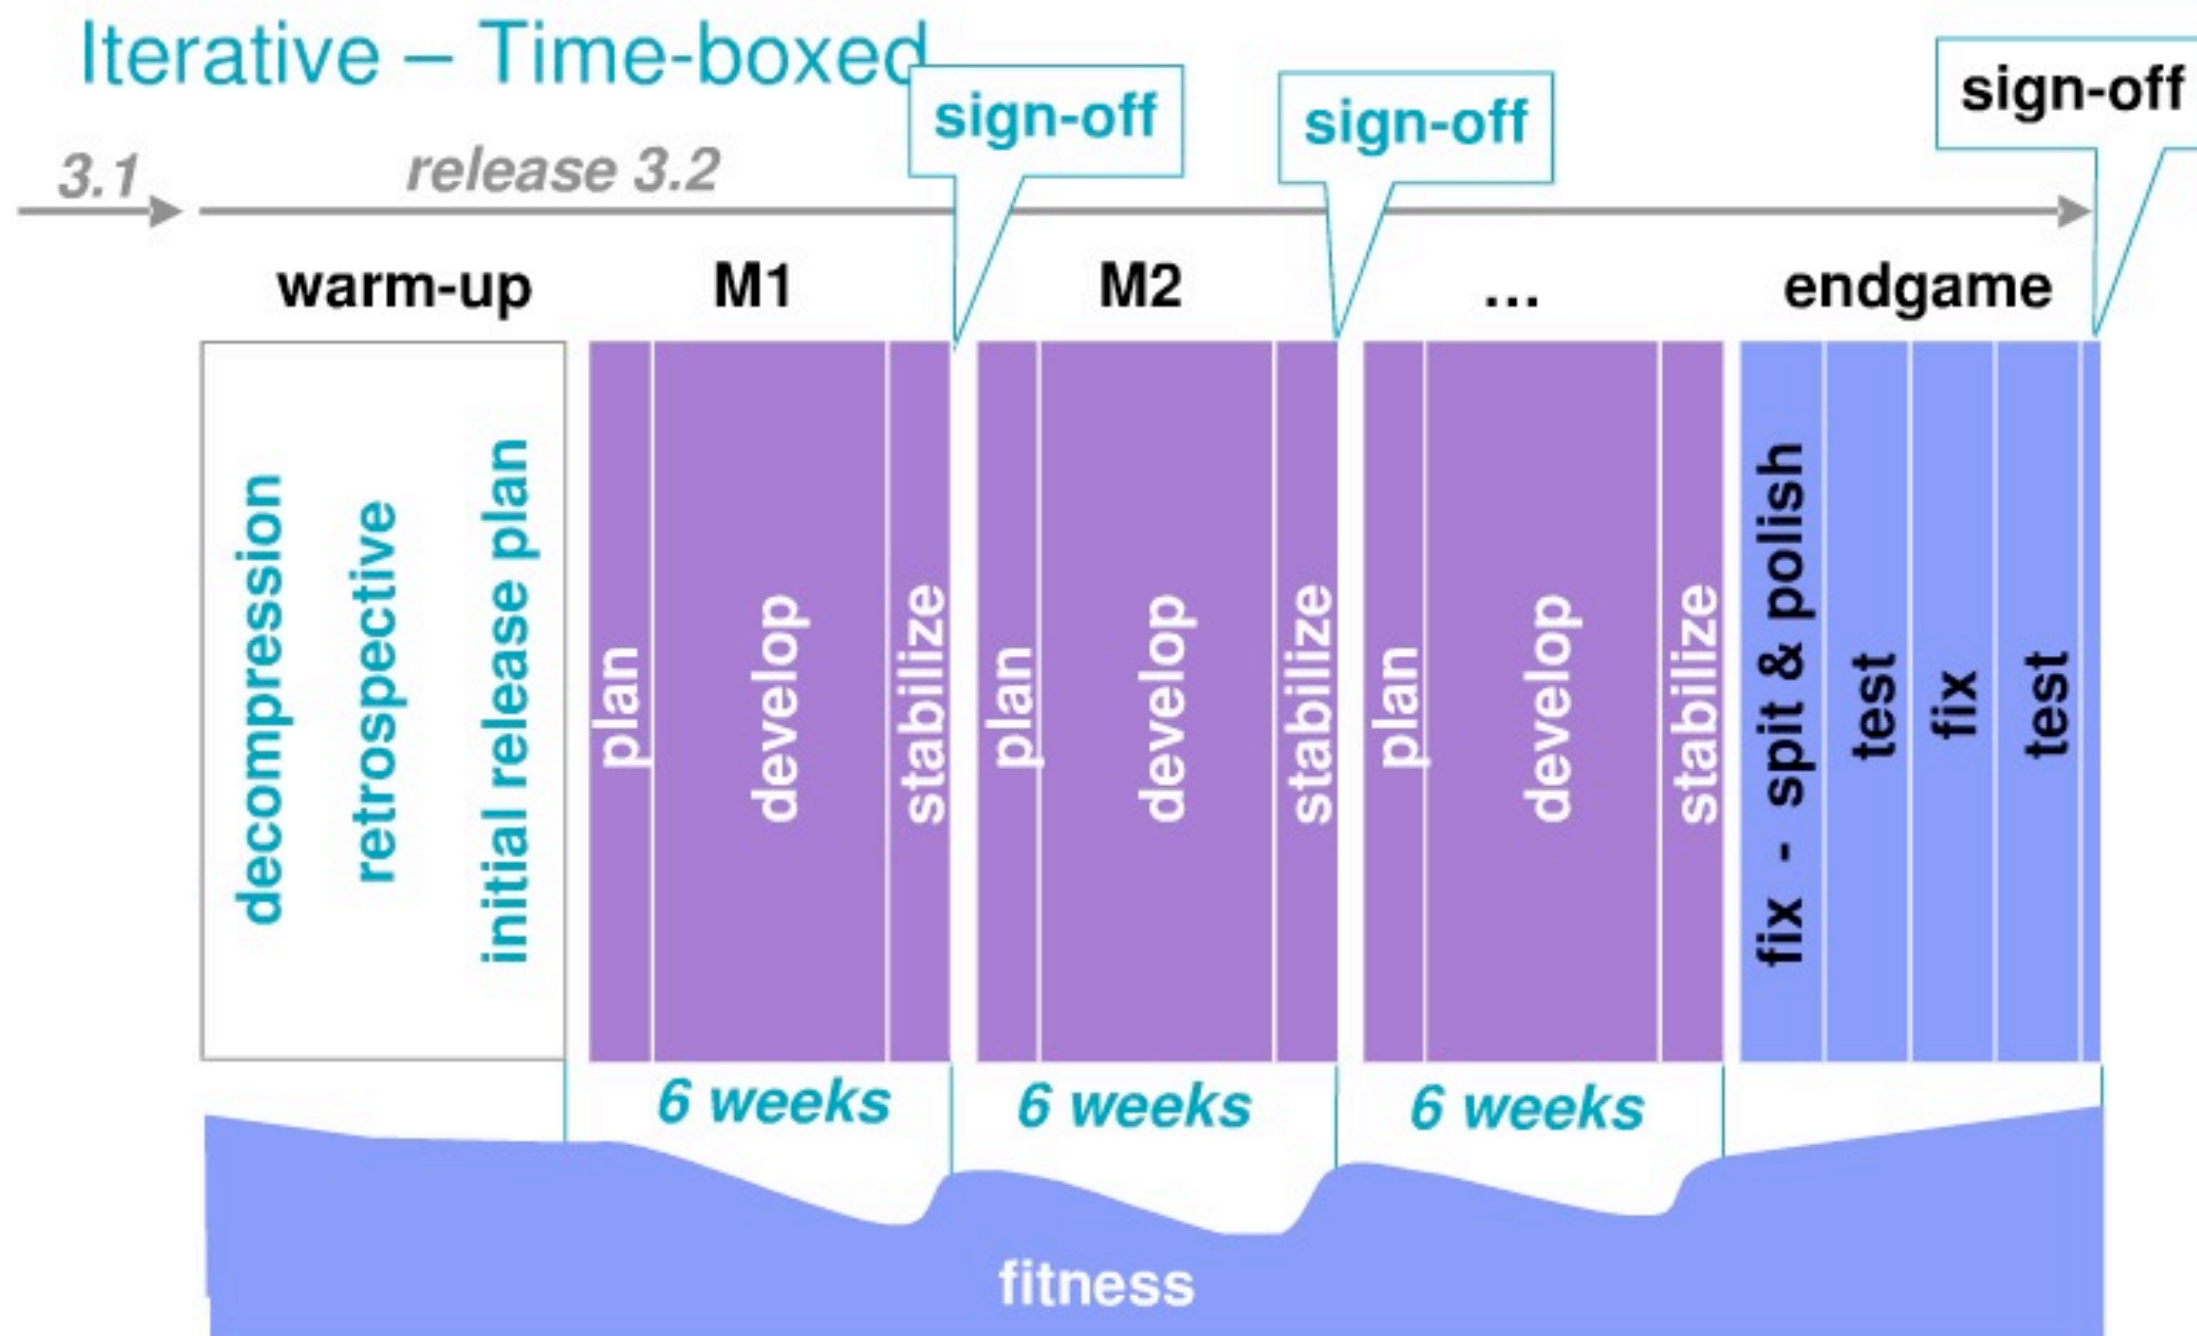 Iterative – Time-boxed
sign-off
sign-off
sign-off
3.1
release 3.2
warm-up
M1
M2
...
endgame
decompression
retrospective
initial release plan
plan
develop
stabilize
plan
develop
stabilize
plan
develop
stabilize
fix - spit & polish
test
fix
test
6 weeks
6 weeks
6 weeks
fitness